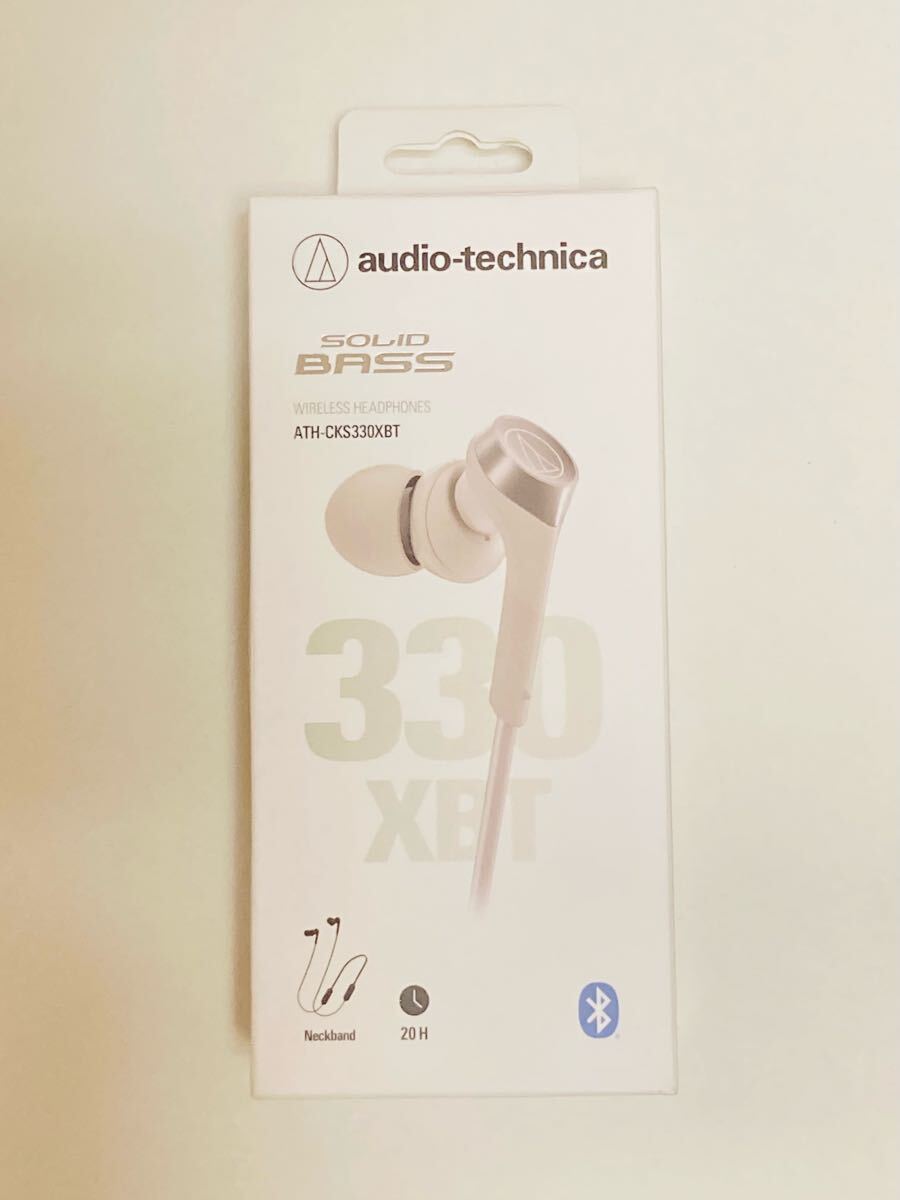 audio-technica
SOLID
BASS
WIRELESS HEADPHONES
ATH-CKS330XBT
330
XBT
Neckband
20 H